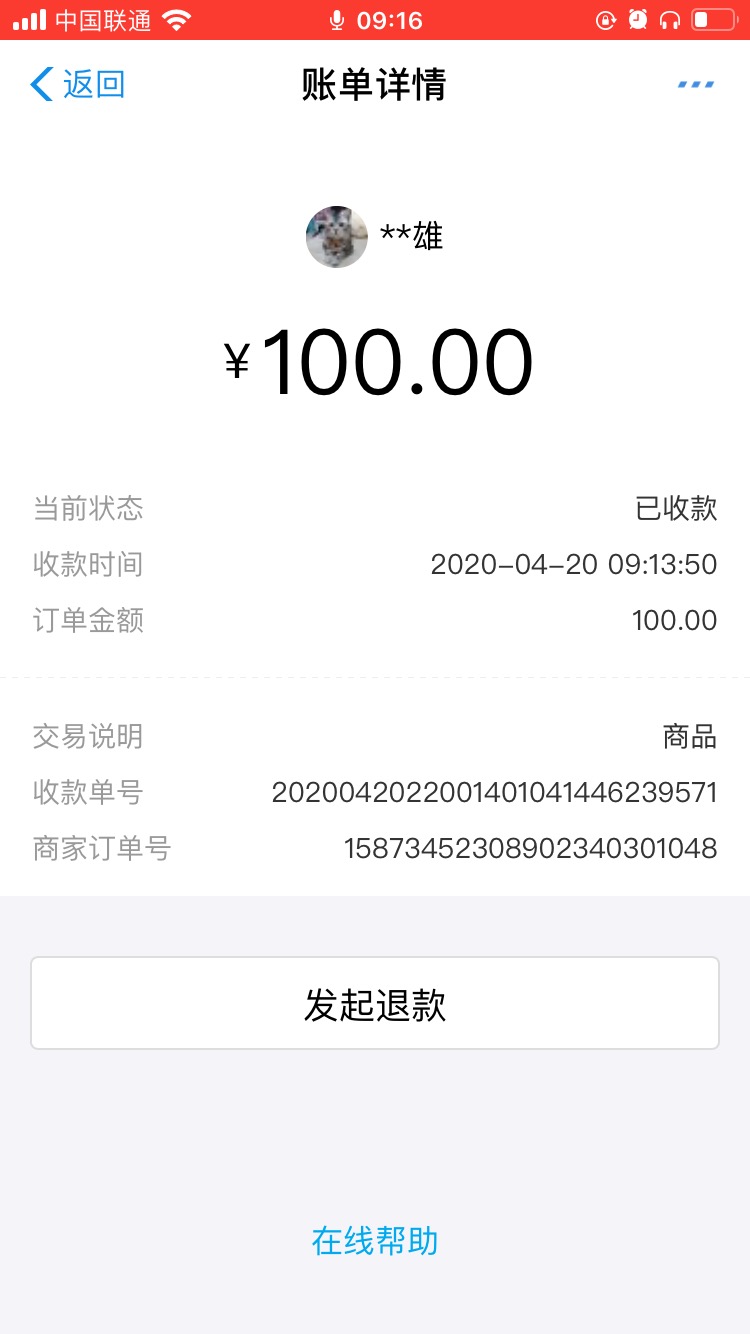 中国联通 09:16
返回 账单详情
**雄
¥100.00
当前状态 已收款
收款时间 2020-04-20 09:13:50
订单金额 100.00
交易说明 商品
收款单号 2020042022001401041446239571
商家订单号 15873452308902340301048
发起退款
在线帮助